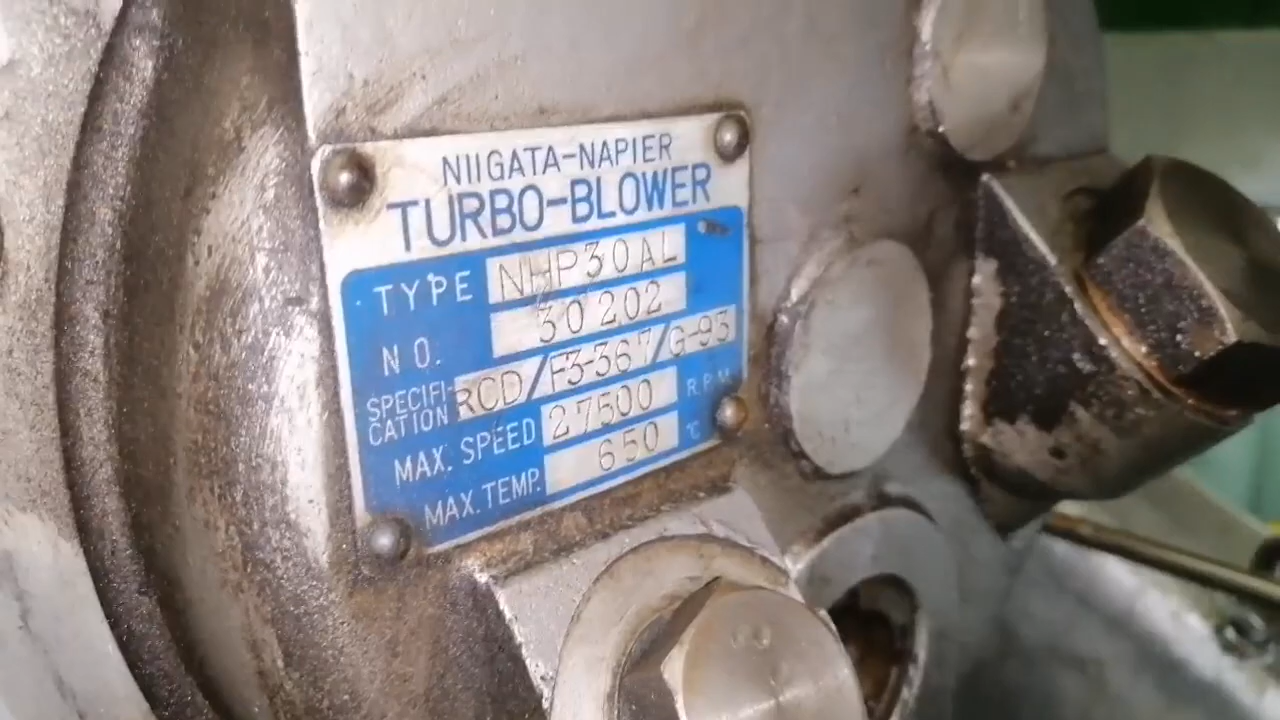 NIIGATA-NAPIER
TURBO-BLOWER
TYPE NHP30AL
NO. 30202
SPECIFI-CATION RCD/F3-367/G-93
MAX. SPEED 27500 R.P.M
MAX. TEMP. 650 °C